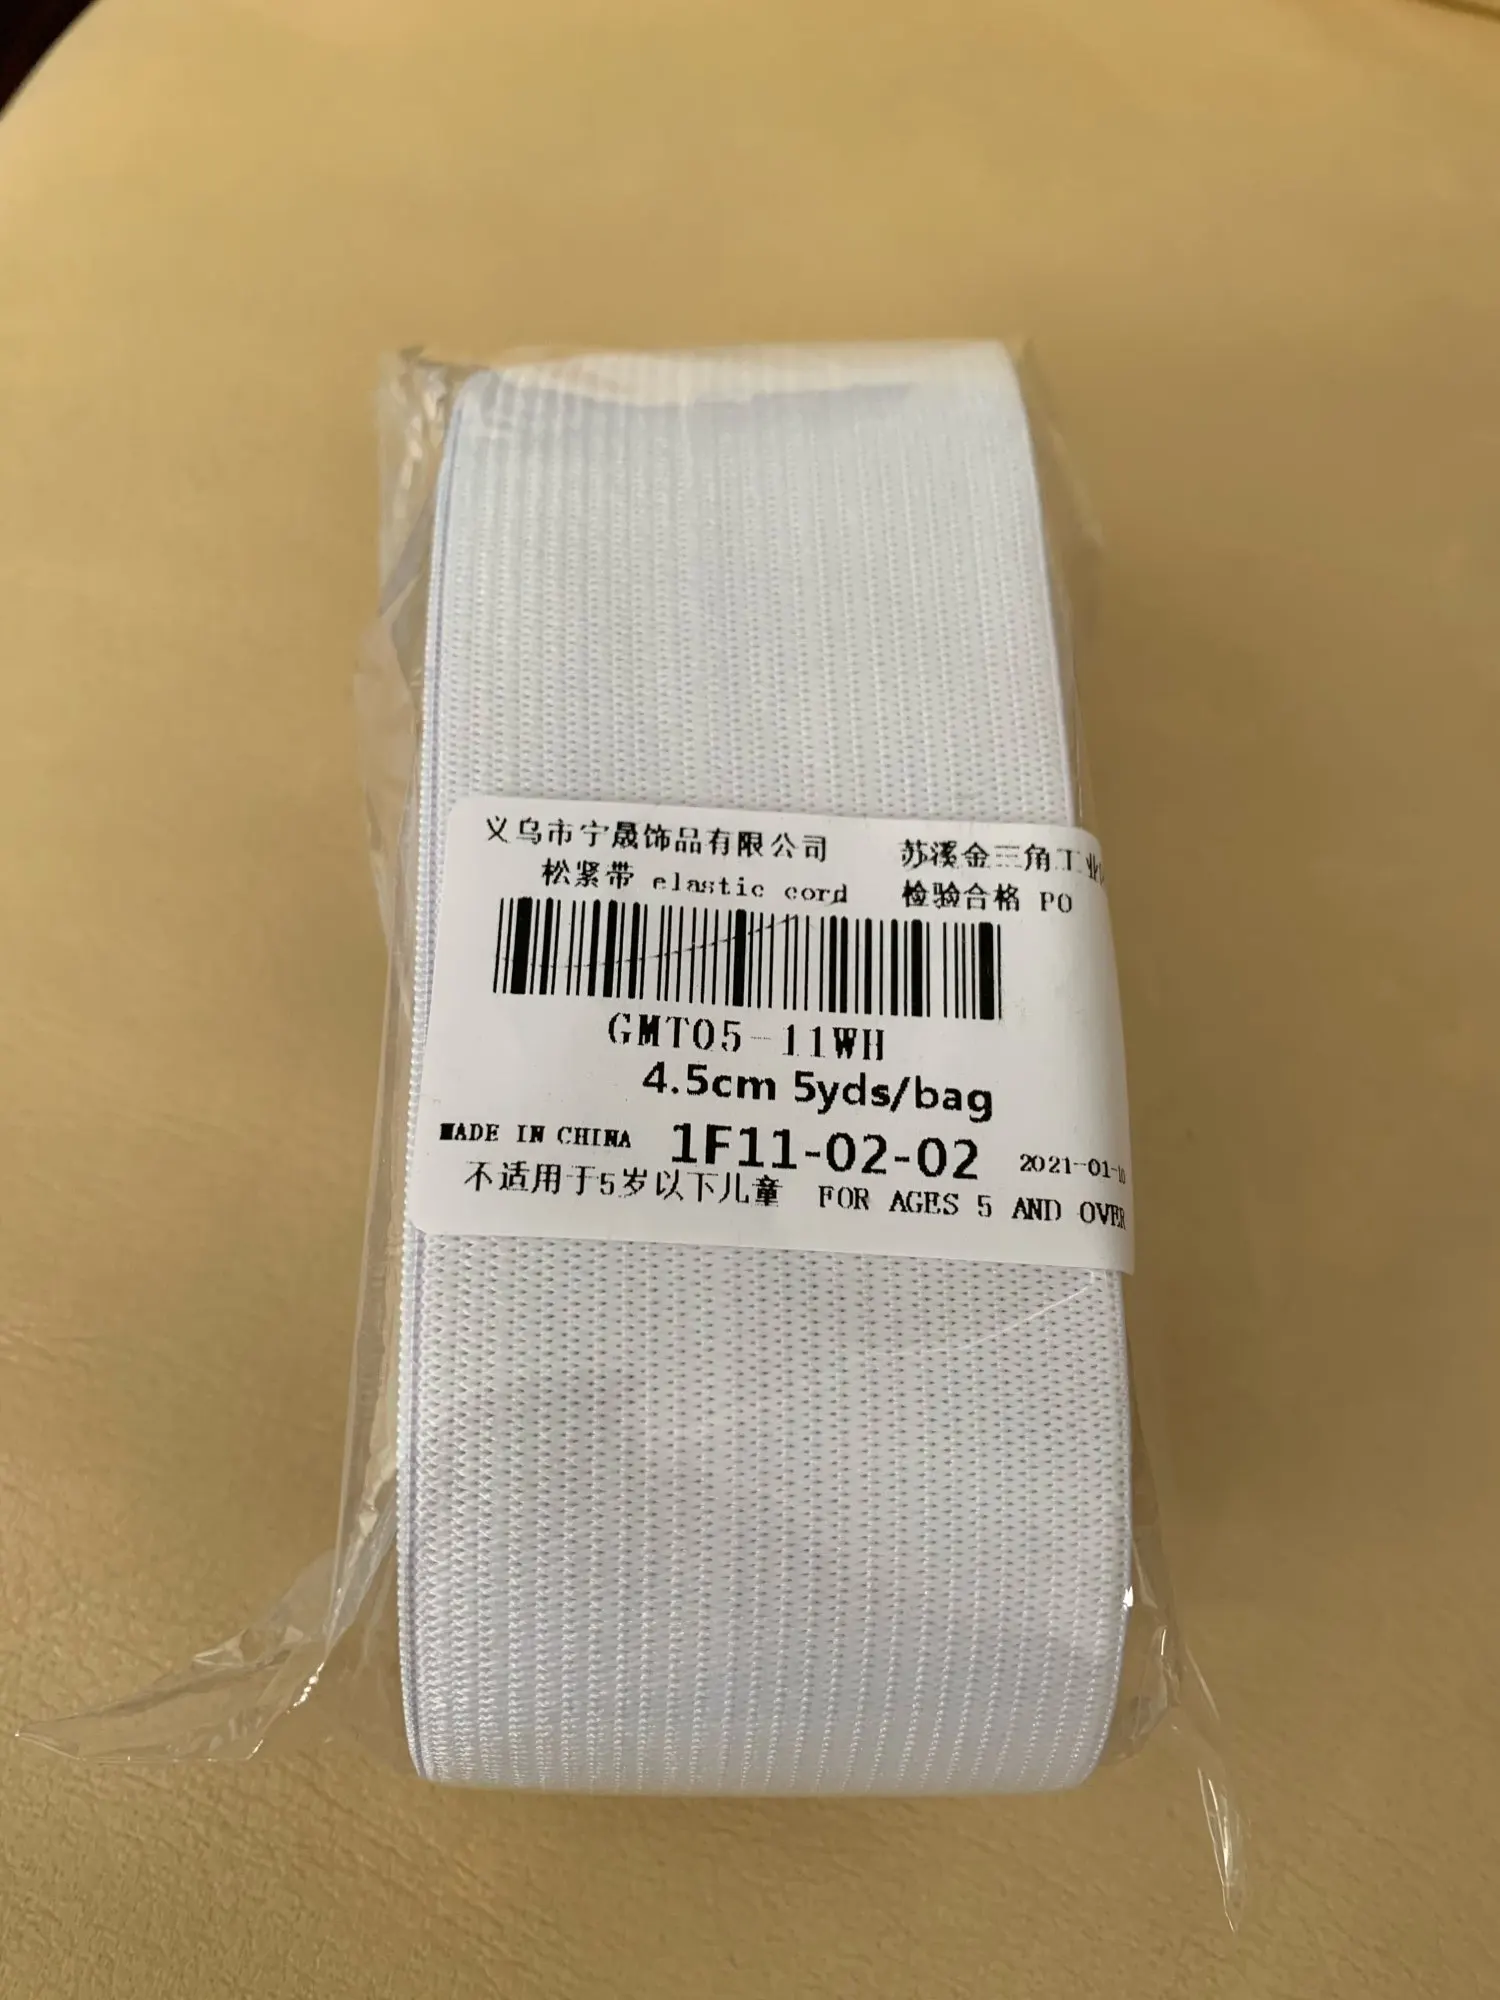 义乌市宁晟饰品有限公司 苏溪金三角工业
松紧带 elastic cord 检验合格 PO
GMT05-11WH
4.5cm 5yds/bag
MADE IN CHINA 1F11-02-02 2021-01-10
不适用于5岁以下儿童 FOR AGES 5 AND OVER